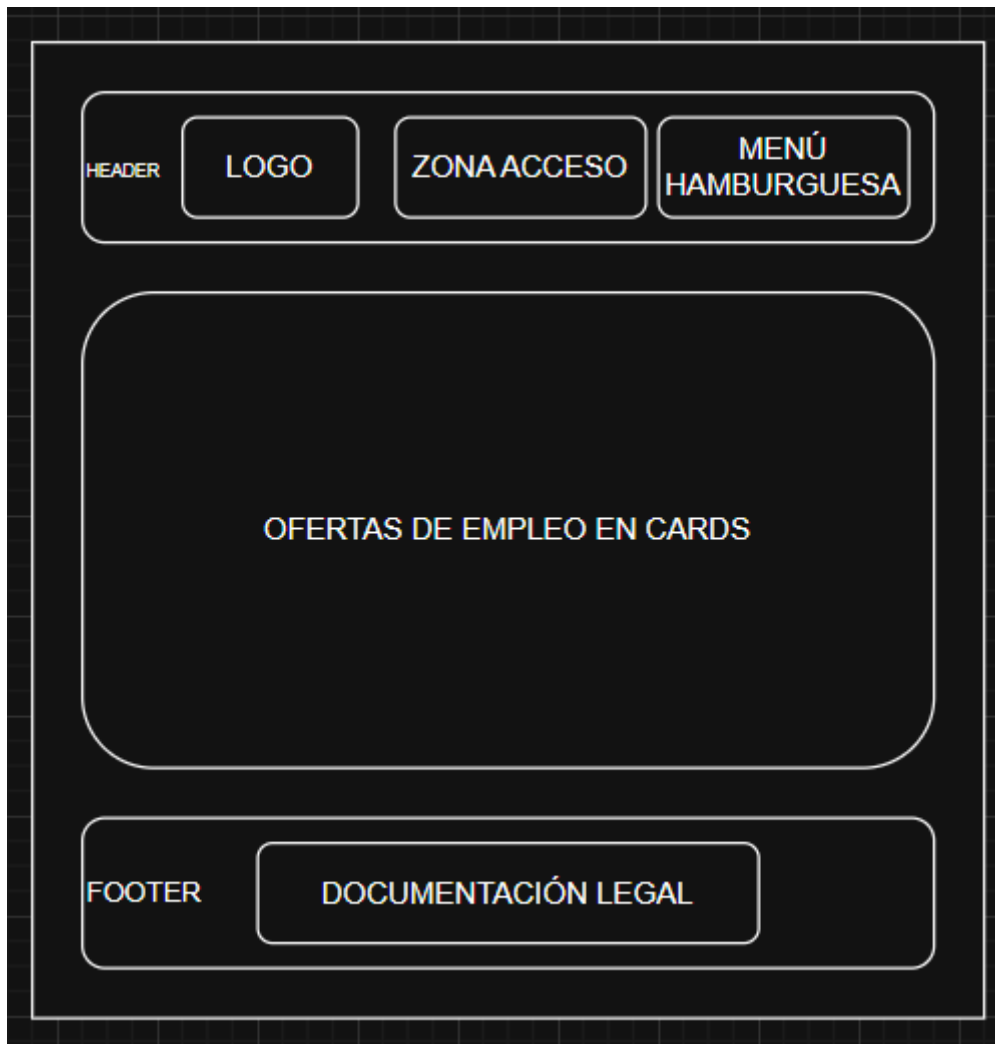 HEADER
LOGO
ZONA ACCESO
MENÚ
HAMBURGUESA
OFERTAS DE EMPLEO EN CARDS
FOOTER
DOCUMENTACIÓN LEGAL